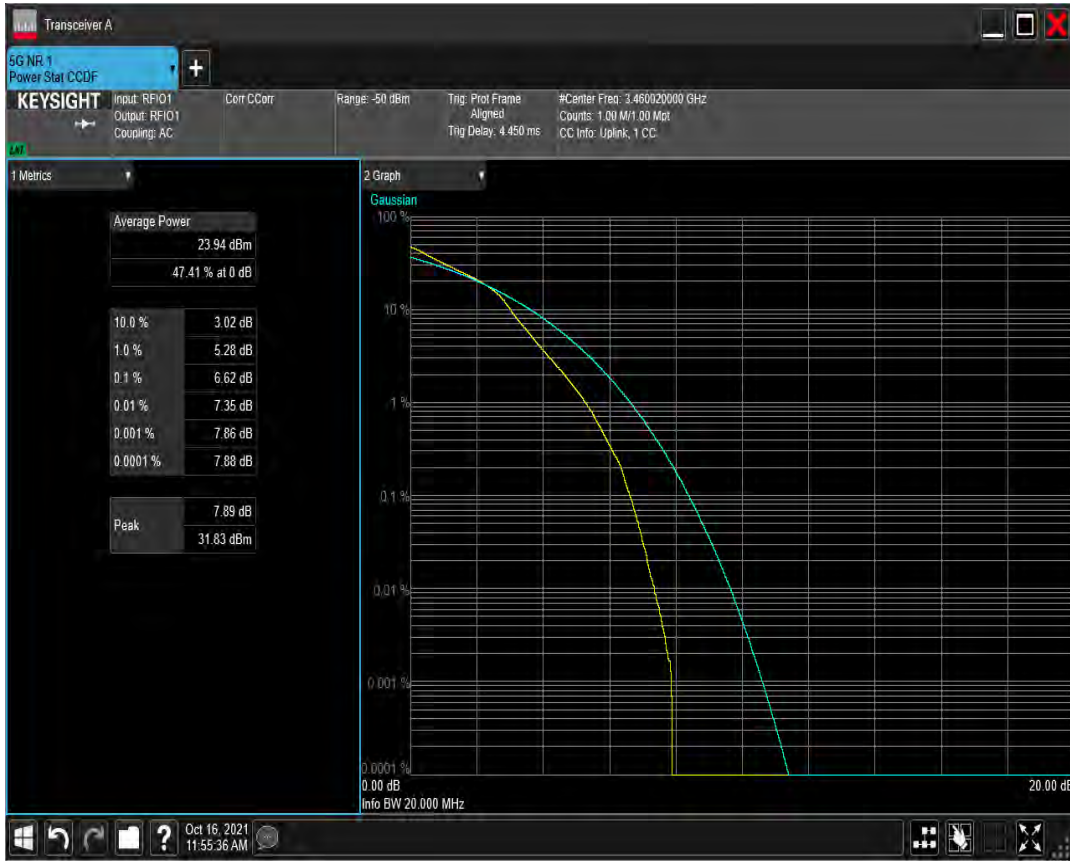 Transceiver A
5G NR 1
Power Stat CCDF
+
KEYSIGHT
Input: RFIO1
Output: RFIO1
Coupling: AC
Corr CCorr
Range: -50 dBm
Trig: Prot Frame
Aligned
Trig Delay: 4.450 ms
#Center Freq: 3.460020000 GHz
Counts: 1.00 M/1.00 Mpt
CC Info: Uplink, 1 CC
1 Metrics
Average Power
23.94 dBm
47.41 % at 0 dB
10.0 % 3.02 dB
1.0 % 5.28 dB
0.1 % 6.62 dB
0.01 % 7.35 dB
0.001 % 7.86 dB
0.0001 % 7.88 dB
Peak 7.89 dB
31.83 dBm
2 Graph
Gaussian
100 %
10 %
1 %
0.1 %
0.01 %
0.001 %
0.0001 %
0.00 dB 20.00 dB
Info BW 20.000 MHz
?
Oct 16, 2021
11:55:36 AM